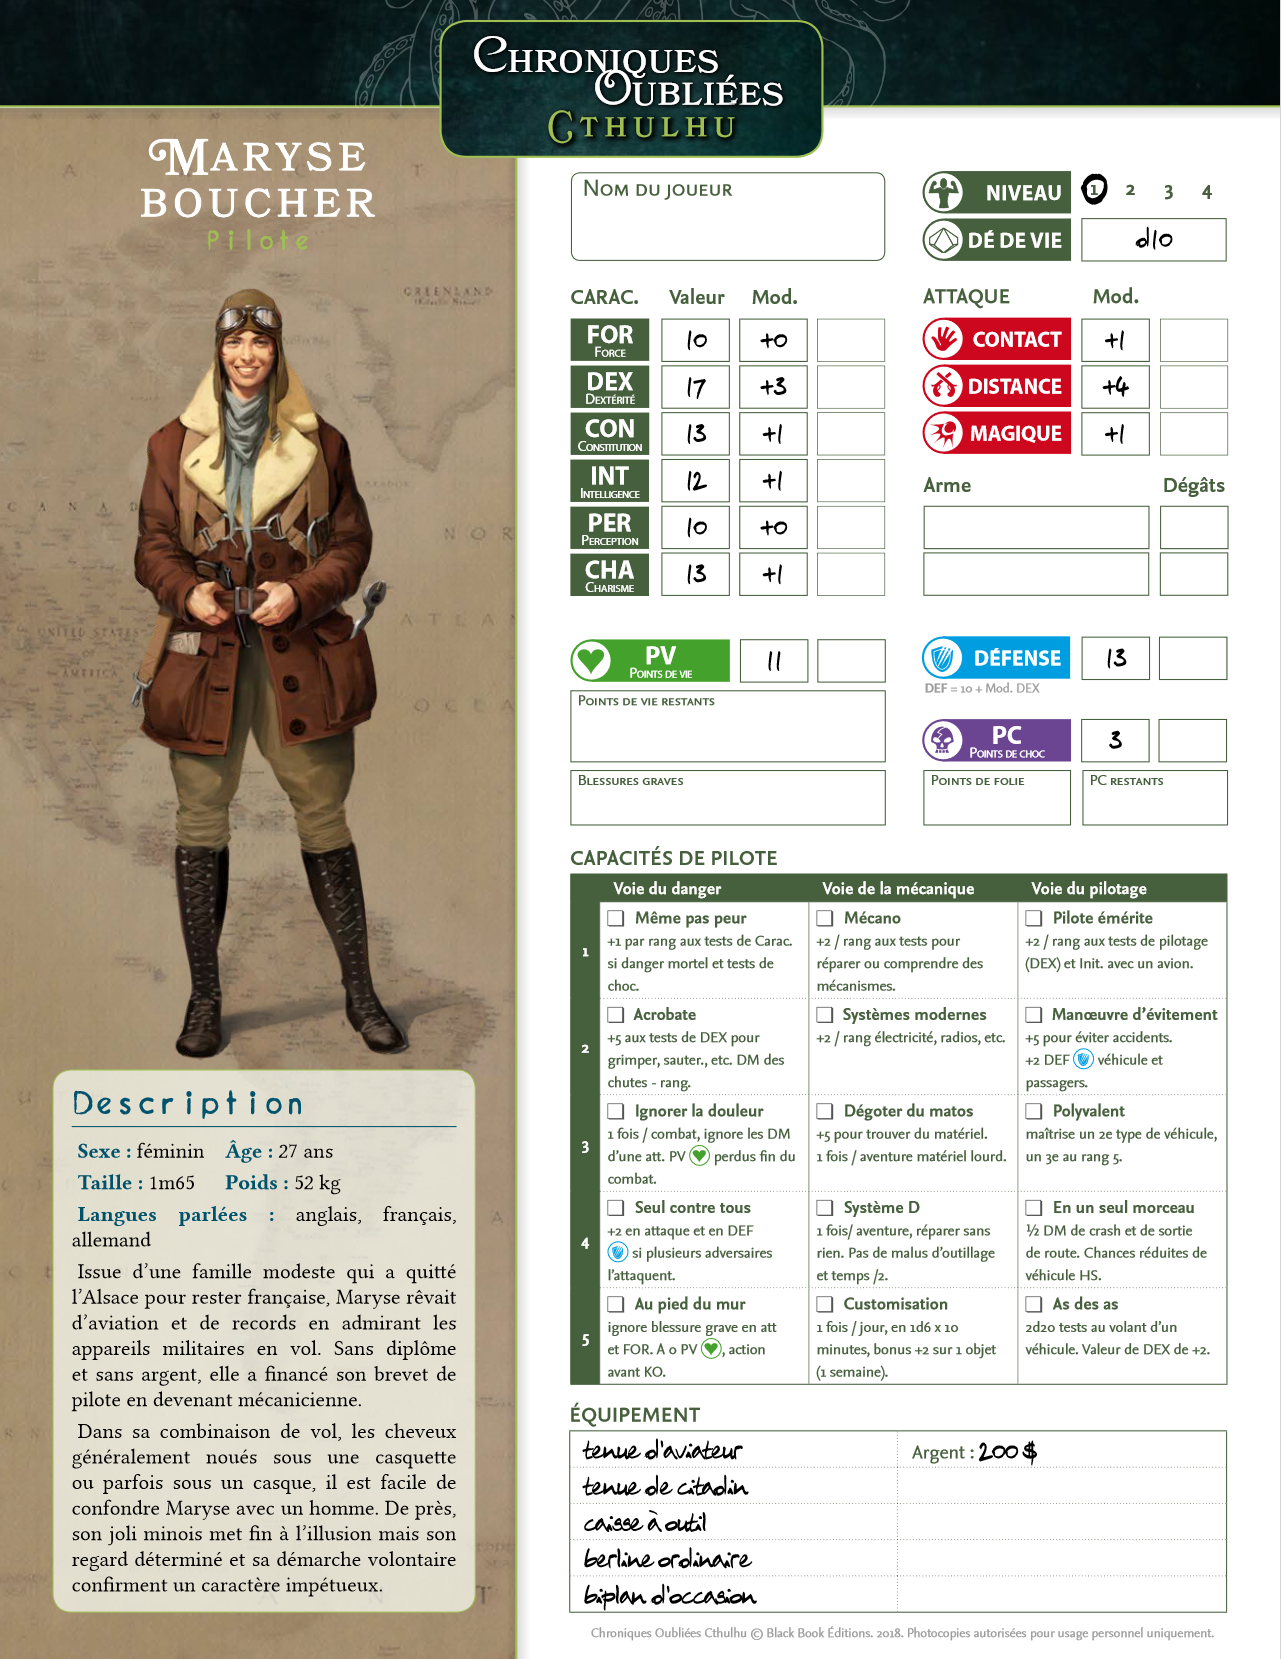 Chroniques
Oubliées
Cthulhu
Maryse
Boucher
Pilote
Description
Sexe : féminin Âge : 27 ans
Taille : 1m65 Poids : 52 kg
Langues parlées : anglais, français,
allemand
Issue d’une famille modeste qui a quitté
l’Alsace pour rester française, Maryse rêvait
d’aviation et de records en admirant les
appareils militaires en vol. Sans diplôme
et sans argent, elle a financé son brevet de
pilote en devenant mécanicienne.
Dans sa combinaison de vol, les cheveux
généralement noués sous une casquette
ou parfois sous un casque, il est facile de
confondre Maryse avec un homme. De près,
son joli minois met fin à l’illusion mais son
regard déterminé et sa démarche volontaire
confirment un caractère impétueux.
Nom du joueur
NIVEAU 1 2 3 4
DÉ DE VIE d10
CARAC. Valeur Mod.
FOR Force 10 +0
DEX Dextérité 17 +3
CON Constitution 13 +1
INT Intelligence 12 +1
PER Perception 10 +0
CHA Charisme 13 +1
ATTAQUE Mod.
CONTACT +1
DISTANCE +4
MAGIQUE +1
Arme Dégâts
PV Points de vie 11
Points de vie restants
Blessures graves
DÉFENSE 13
DEF = 10 + Mod. DEX
PC Points de choc 3
Points de folie PC restants
CAPACITÉS DE PILOTE
Voie du danger Voie de la mécanique Voie du pilotage
1
Même pas peur
+1 par rang aux tests de Carac.
si danger mortel et tests de
choc.
Mécano
+2 / rang aux tests pour
réparer ou comprendre des
mécanismes.
Pilote émérite
+2 / rang aux tests de pilotage
(DEX) et Init. avec un avion.
2
Acrobate
+5 aux tests de DEX pour
grimper, sauter., etc. DM des
chutes - rang.
Systèmes modernes
+2 / rang électricité, radios, etc.
Manœuvre d’évitement
+5 pour éviter accidents.
+2 DEF véhicule et
passagers.
3
Ignorer la douleur
1 fois / combat, ignore les DM
d’une att. PV perdus fin du
combat.
Dégoter du matos
+5 pour trouver du matériel.
1 fois / aventure matériel lourd.
Polyvalent
maîtrise un 2e type de véhicule,
un 3e au rang 5.
4
Seul contre tous
+2 en attaque et en DEF
si plusieurs adversaires
l’attaquent.
Système D
1 fois/ aventure, réparer sans
rien. Pas de malus d’outillage
et temps /2.
En un seul morceau
½ DM de crash et de sortie
de route. Chances réduites de
véhicule HS.
5
Au pied du mur
ignore blessure grave en att
et FOR. A 0 PV , action
avant KO.
Customisation
1 fois / jour, en 1d6 x 10
minutes, bonus +2 sur 1 objet
(1 semaine).
As des as
2d20 tests au volant d’un
véhicule. Valeur de DEX de +2.
ÉQUIPEMENT
tenue d'aviateur Argent : 200 $
tenue de citadin
caisse à outil
berline ordinaire
biplan d'occasion
Chroniques Oubliées Cthulhu © Black Book Éditions. 2018. Photocopies autorisées pour usage personnel uniquement.